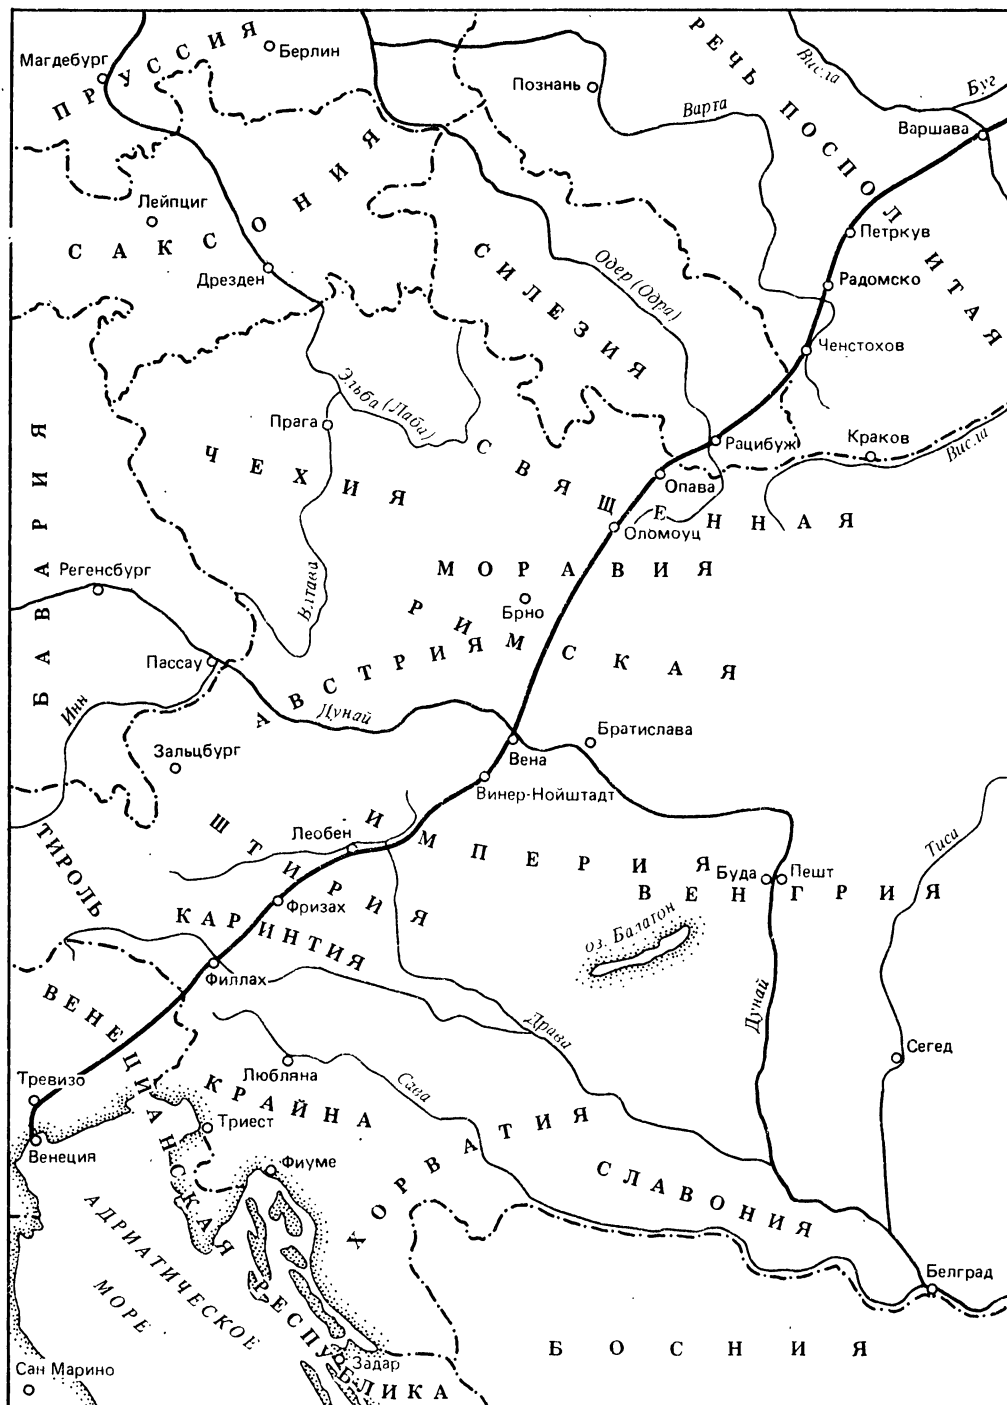 ПРУССИЯ
Магдебург
Берлин
РЕЧЬ ПОСПОЛИТАЯ
Висла
Буг
Познань
Варта
Варшава
Лейпциг
САКСОНИЯ
Дрезден
СИЛЕЗИЯ
Одер (Одра)
Петркув
Радомско
Ченстохов
Эльба (Лаба)
Прага
БАВАРИЯ
ЧЕХИЯ
Рацибуж
Краков
Висла
Опава
Оломоуц
СВЯЩЕННАЯ
РИМСКАЯ
ИМПЕРИЯ
МОРАВИЯ
Брно
Регенсбург
Влтава
Пассау
АВСТРИЯ
Инн
Дунай
Зальцбург
Вена
Братислава
Винер-Нойштадт
ТИРОЛЬ
ШТИРИЯ
Леобен
Тиса
Буда
Пешт
ВЕНГРИЯ
Фризах
КАРИНТИЯ
оз. Балатон
Филлах
ВЕНЕЦИАНСКАЯ РЕСПУБЛИКА
Драва
Дунай
Сегед
Тревизо
Любляна
Сава
КРАЙНА
Венеция
Триест
Фиуме
ХОРВАТИЯ
СЛАВОНИЯ
АДРИАТИЧЕСКОЕ
МОРЕ
Белград
БОСНИЯ
Задар
Сан Марино